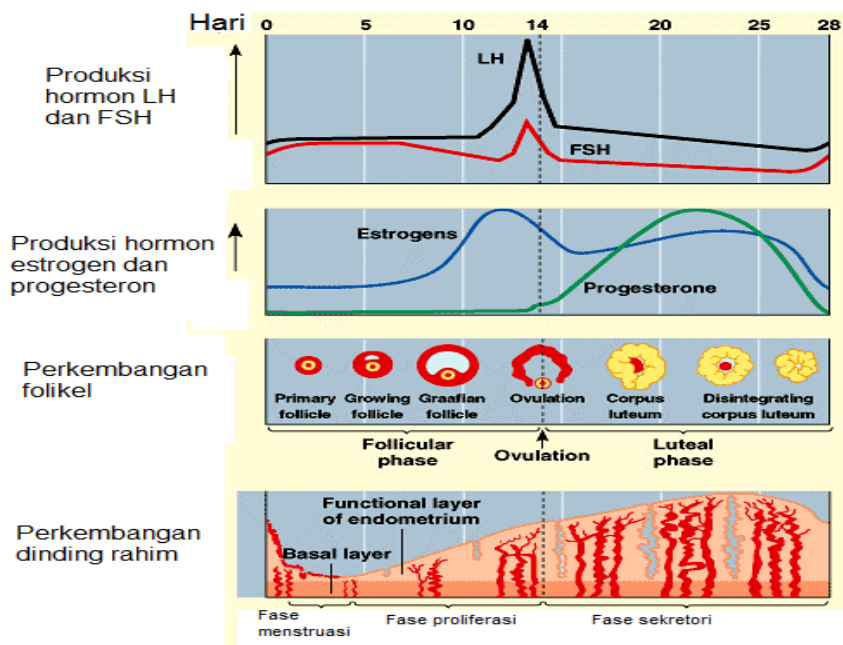 Hari 0 5 10 14 20 25 28
Produksi
hormon LH
dan FSH
LH
FSH
Produksi hormon
estrogen dan
progesteron
Estrogens
Progesterone
Perkembangan
folikel
Primary
follicle
Growing
follicle
Graafian
follicle
Ovulation
Corpus
luteum
Disintegrating
corpus luteum
Follicular
phase
Ovulation
Luteal
phase
Perkembangan
dinding rahim
Functional layer
of endometrium
Basal layer
Fase
menstruasi
Fase proliferasi
Fase sekretori